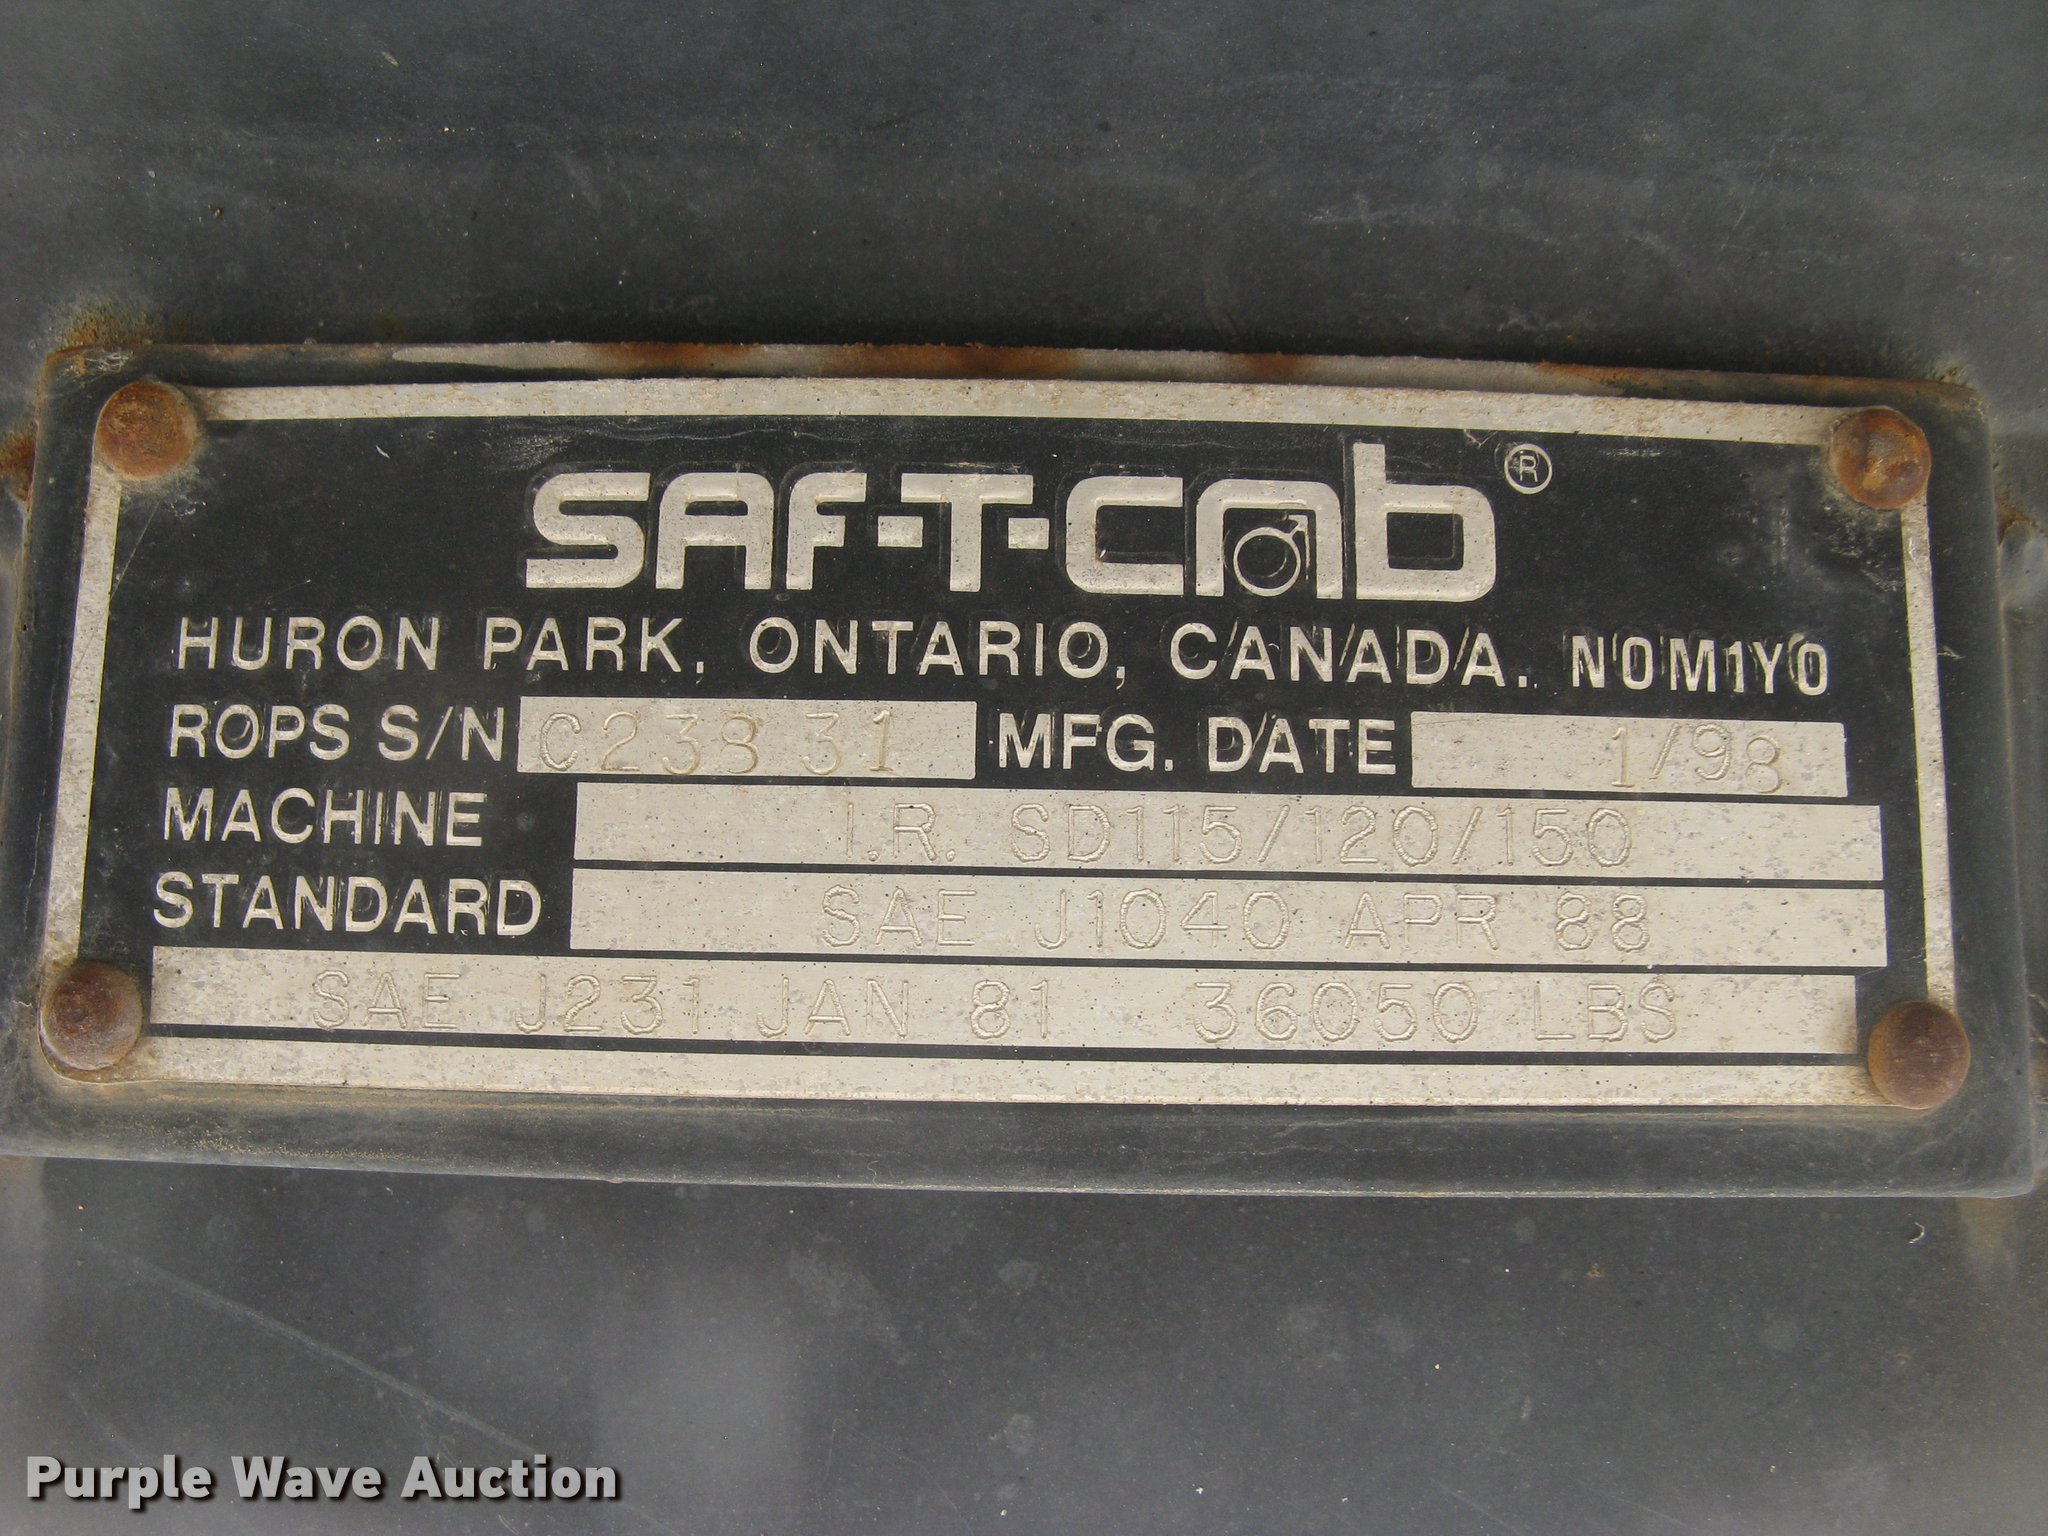 SAF-T-CAB ®
HURON PARK, ONTARIO, CANADA. N0M1Y0
ROPS S/N C238 31 MFG. DATE 1/98
MACHINE I.R. SD115/120/150
STANDARD SAE J1040 APR 88
SAE J231 JAN 81 36050 LBS
Purple Wave Auction